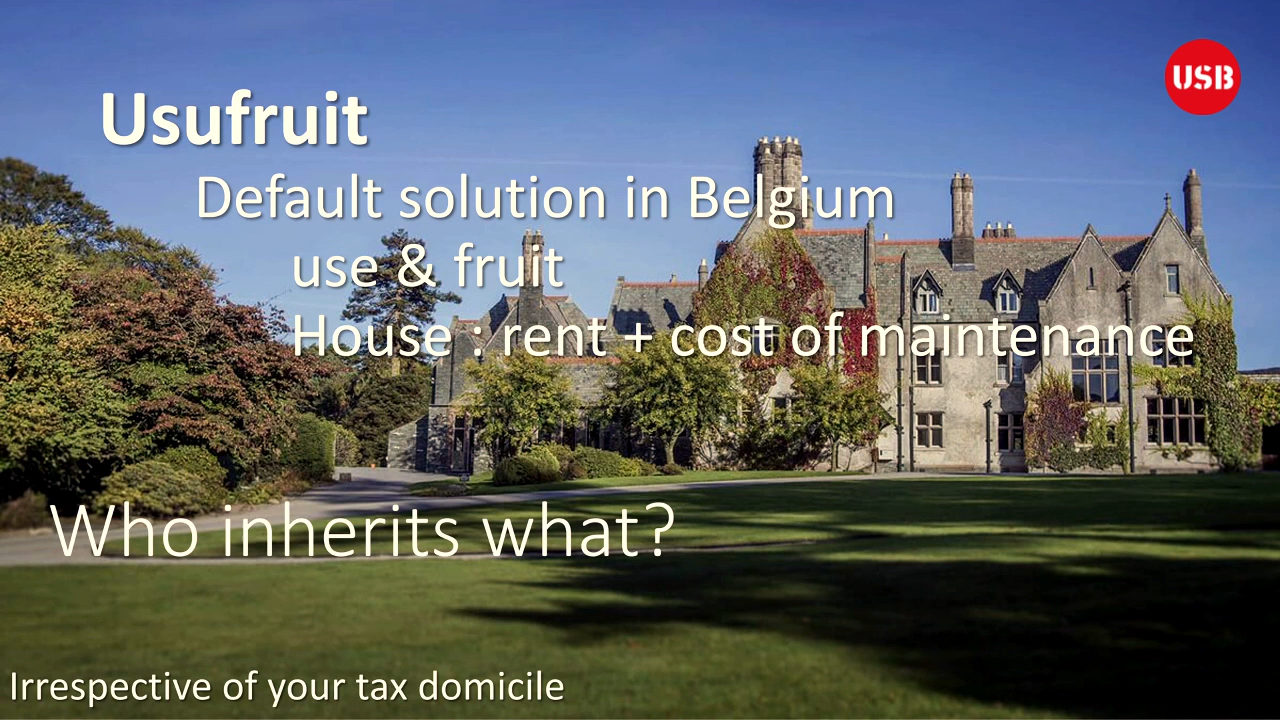 USB
Usufruit
Default solution in Belgium
use & fruit
House : rent + cost of maintenance
Who inherits what?
Irrespective of your tax domicile